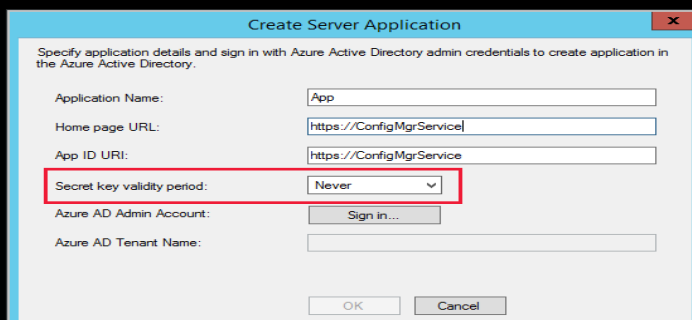 Create Server Application
x
Specify application details and sign in with Azure Active Directory admin credentials to create application in
the Azure Active Directory.
Application Name: App
Home page URL: https://ConfigMgrService
App ID URI: https://ConfigMgrService
Secret key validity period: Never
Azure AD Admin Account: Sign in...
Azure AD Tenant Name:
OK Cancel